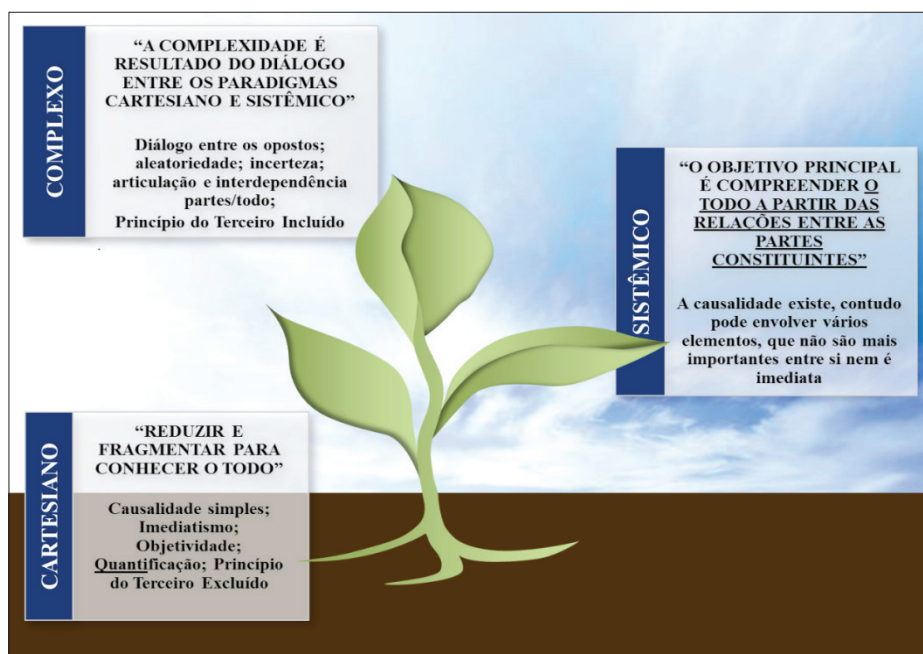 COMPLEXO
“A COMPLEXIDADE É
RESULTADO DO DIÁLOGO
ENTRE OS PARADIGMAS
CARTESIANO E SISTÊMICO”
Diálogo entre os opostos;
aleatoriedade; incerteza;
articulação e interdependência
partes/todo;
Princípio do Terceiro Incluído
SISTÊMICO
“O OBJETIVO PRINCIPAL
É COMPREENDER O
TODO A PARTIR DAS
RELAÇÕES ENTRE AS
PARTES
CONSTITUINTES”
A causalidade existe, contudo
pode envolver vários
elementos, que não são mais
importantes entre si nem é
imediata
CARTESIANO
“REDUZIR E
FRAGMENTAR PARA
CONHECER O TODO”
Causalidade simples;
Imediatismo;
Objetividade;
Quantificação; Princípio
do Terceiro Excluído